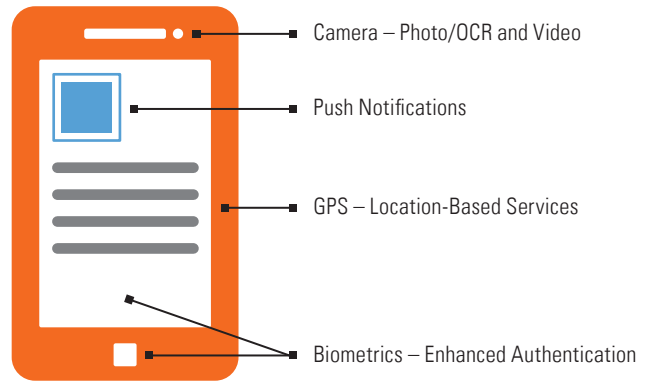 Camera – Photo/OCR and Video
Push Notifications
GPS – Location-Based Services
Biometrics – Enhanced Authentication